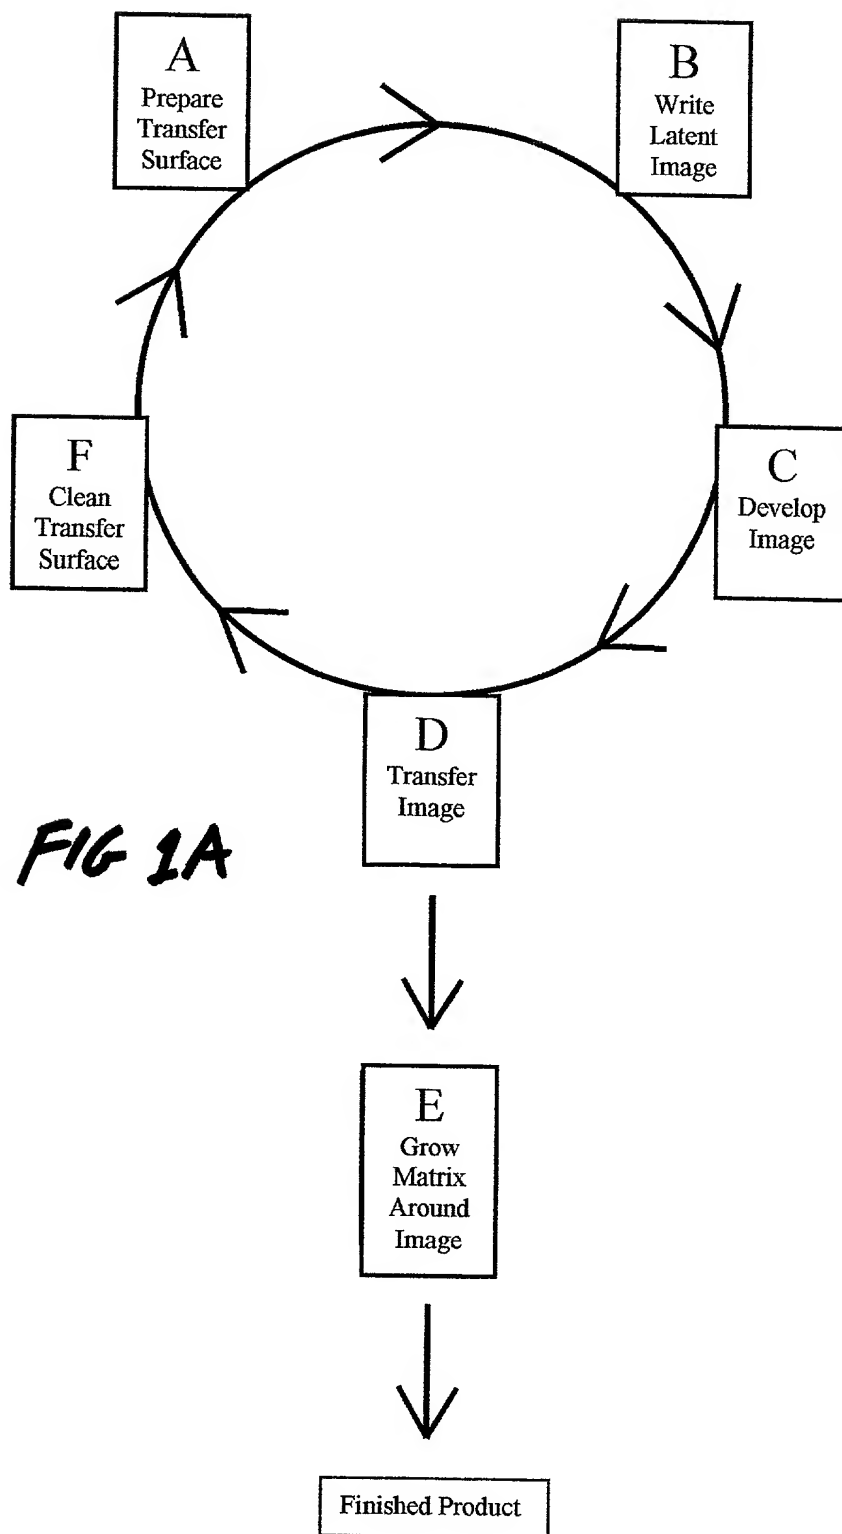 A
Prepare
Transfer
Surface
B
Write
Latent
Image
F
Clean
Transfer
Surface
C
Develop
Image
D
Transfer
Image
FIG 1A
E
Grow
Matrix
Around
Image
Finished Product